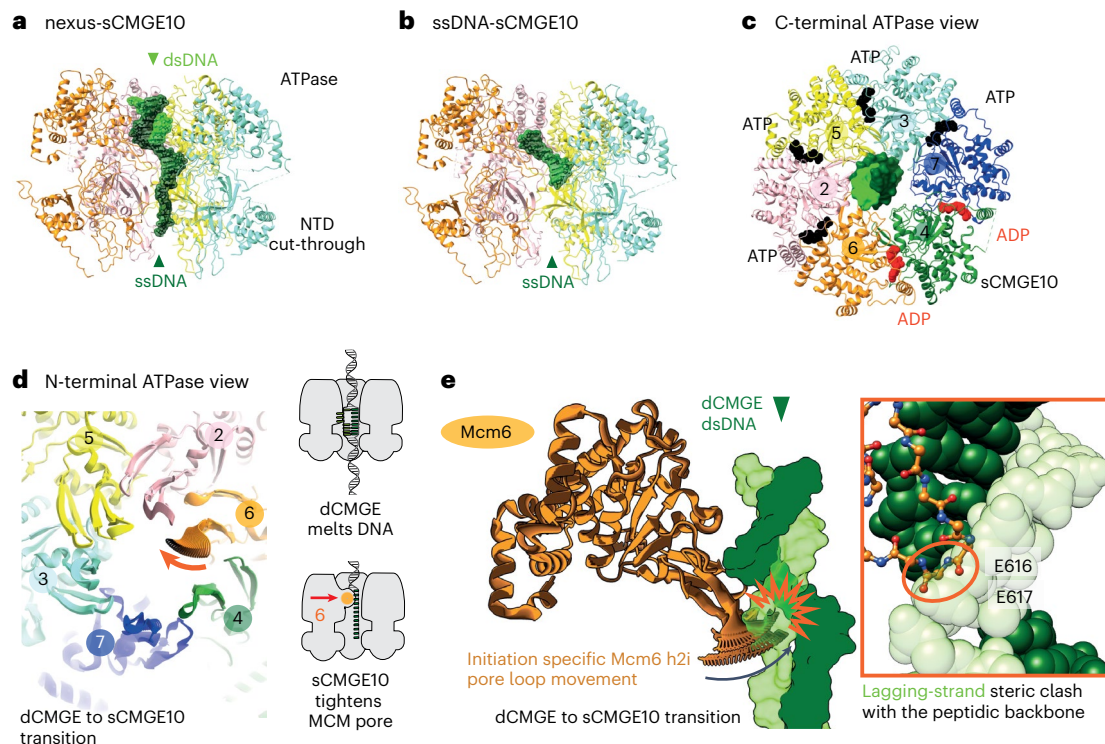 a nexus-sCMGE10
dsDNA
ATPase
NTD
cut-through
ssDNA
b ssDNA-sCMGE10
ssDNA
c C-terminal ATPase view
ATP
ATP
ATP
ATP
5
3
7
2
4
6
ADP
sCMGE10
ADP
d N-terminal ATPase view
5
2
6
3
4
7
dCMGE to sCMGE10
transition
dCMGE
melts DNA
6
sCMGE10
tightens
MCM pore
e
Mcm6
dCMGE
dsDNA
Initiation specific Mcm6 h2i
pore loop movement
dCMGE to sCMGE10 transition
E616
E617
Lagging-strand steric clash
with the peptidic backbone